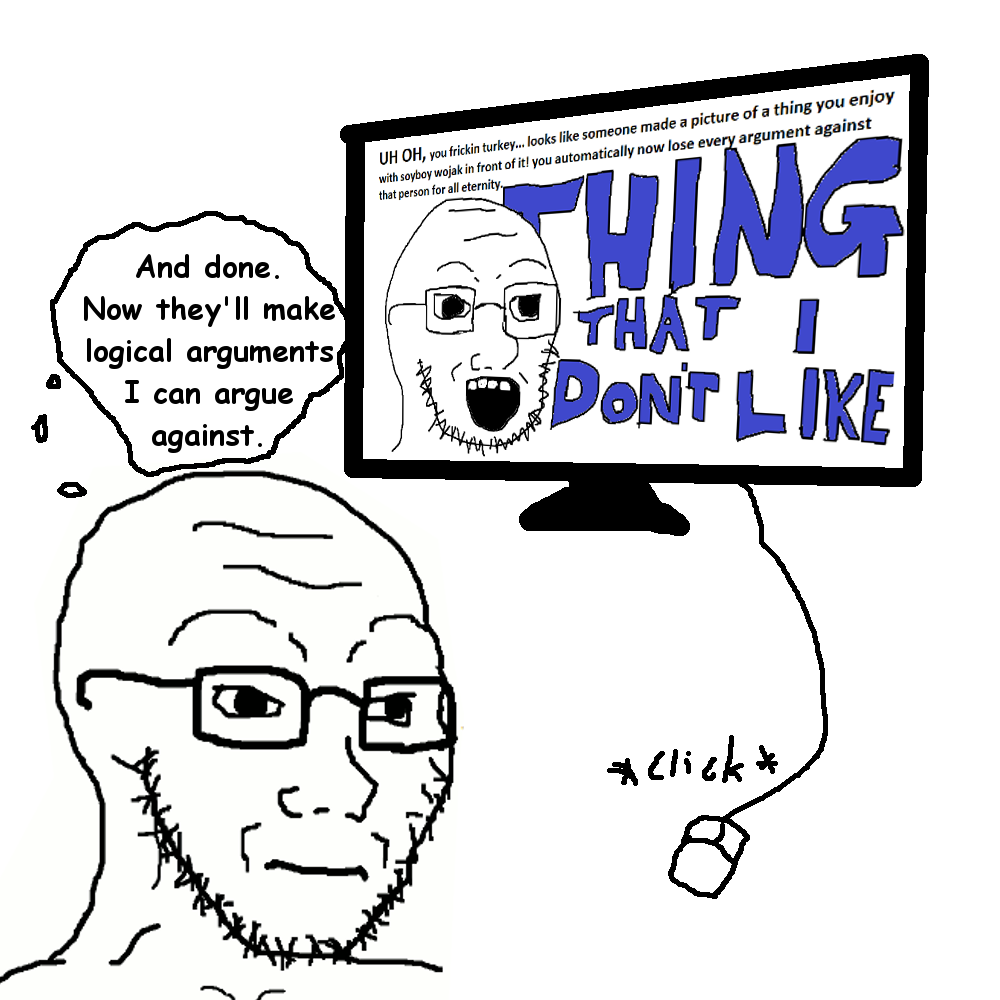 UH OH, you frickin turkey... looks like someone made a picture of a thing you enjoy
with soyboy wojak in front of it! you automatically now lose every argument against
that person for all eternity.
THING
THAT I
DON'T LIKE
And done.
Now they'll make
logical arguments
I can argue
against.
*click*